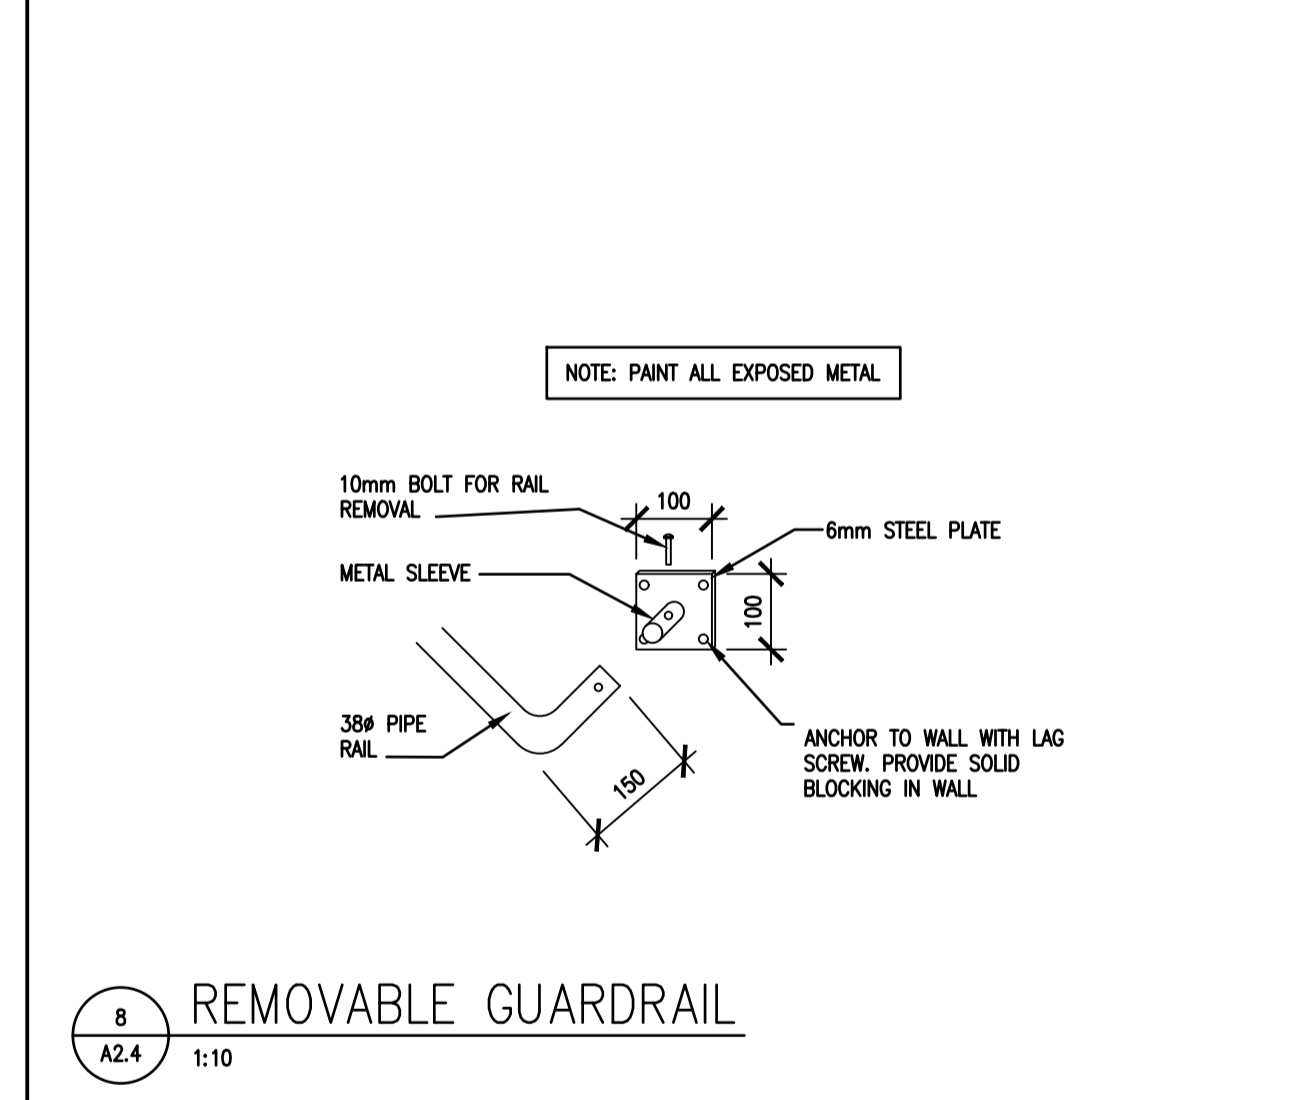 NOTE: PAINT ALL EXPOSED METAL
10mm BOLT FOR RAIL
REMOVAL
100
6mm STEEL PLATE
METAL SLEEVE
100
38ø PIPE
RAIL
150
ANCHOR TO WALL WITH LAG
SCREW. PROVIDE SOLID
BLOCKING IN WALL
8
A2.4
REMOVABLE GUARDRAIL
1:10